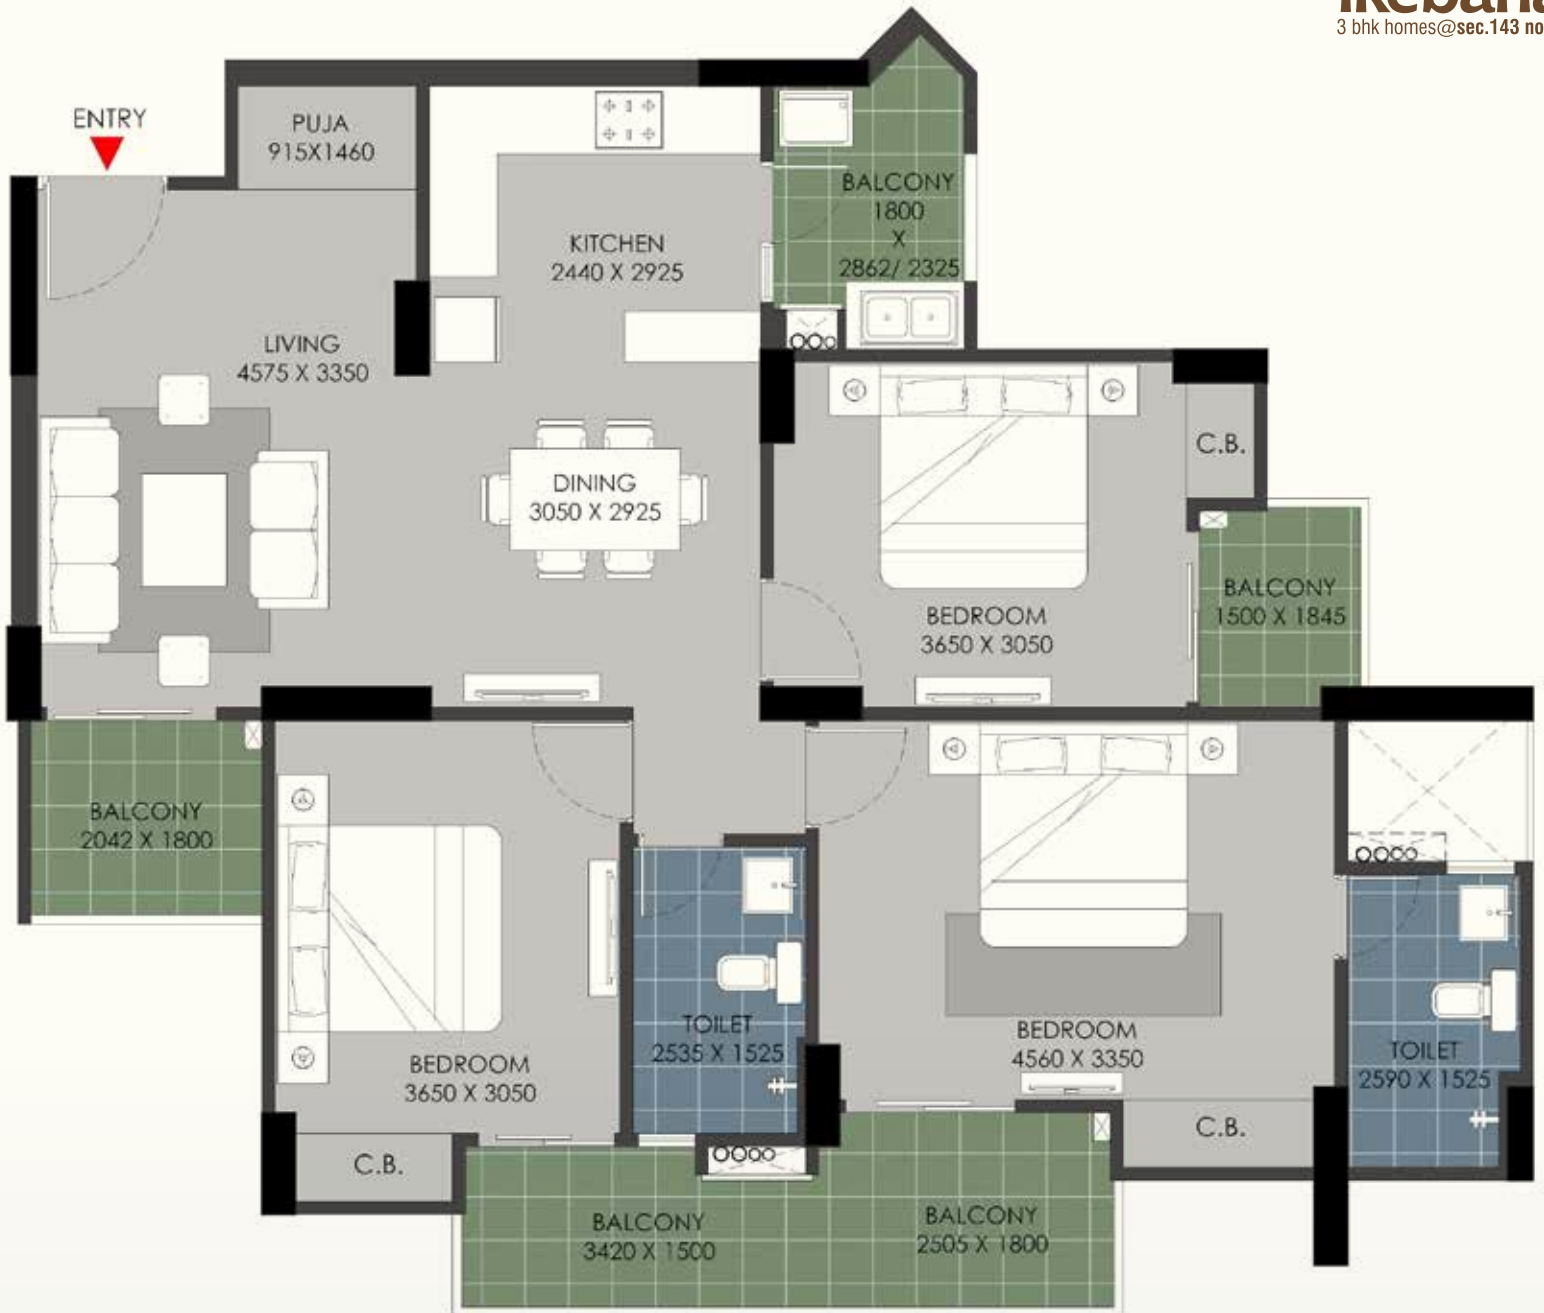 ikebana
3 bhk homes@sec.143 no
ENTRY
PUJA
915X1460
BALCONY
1800
X
2862/ 2325
KITCHEN
2440 X 2925
LIVING
4575 X 3350
C.B.
DINING
3050 X 2925
BALCONY
1500 X 1845
BEDROOM
3650 X 3050
BALCONY
2042 X 1800
TOILET
2535 X 1525
BEDROOM
4560 X 3350
TOILET
2590 X 1525
BEDROOM
3650 X 3050
C.B.
C.B.
BALCONY
3420 X 1500
BALCONY
2505 X 1800